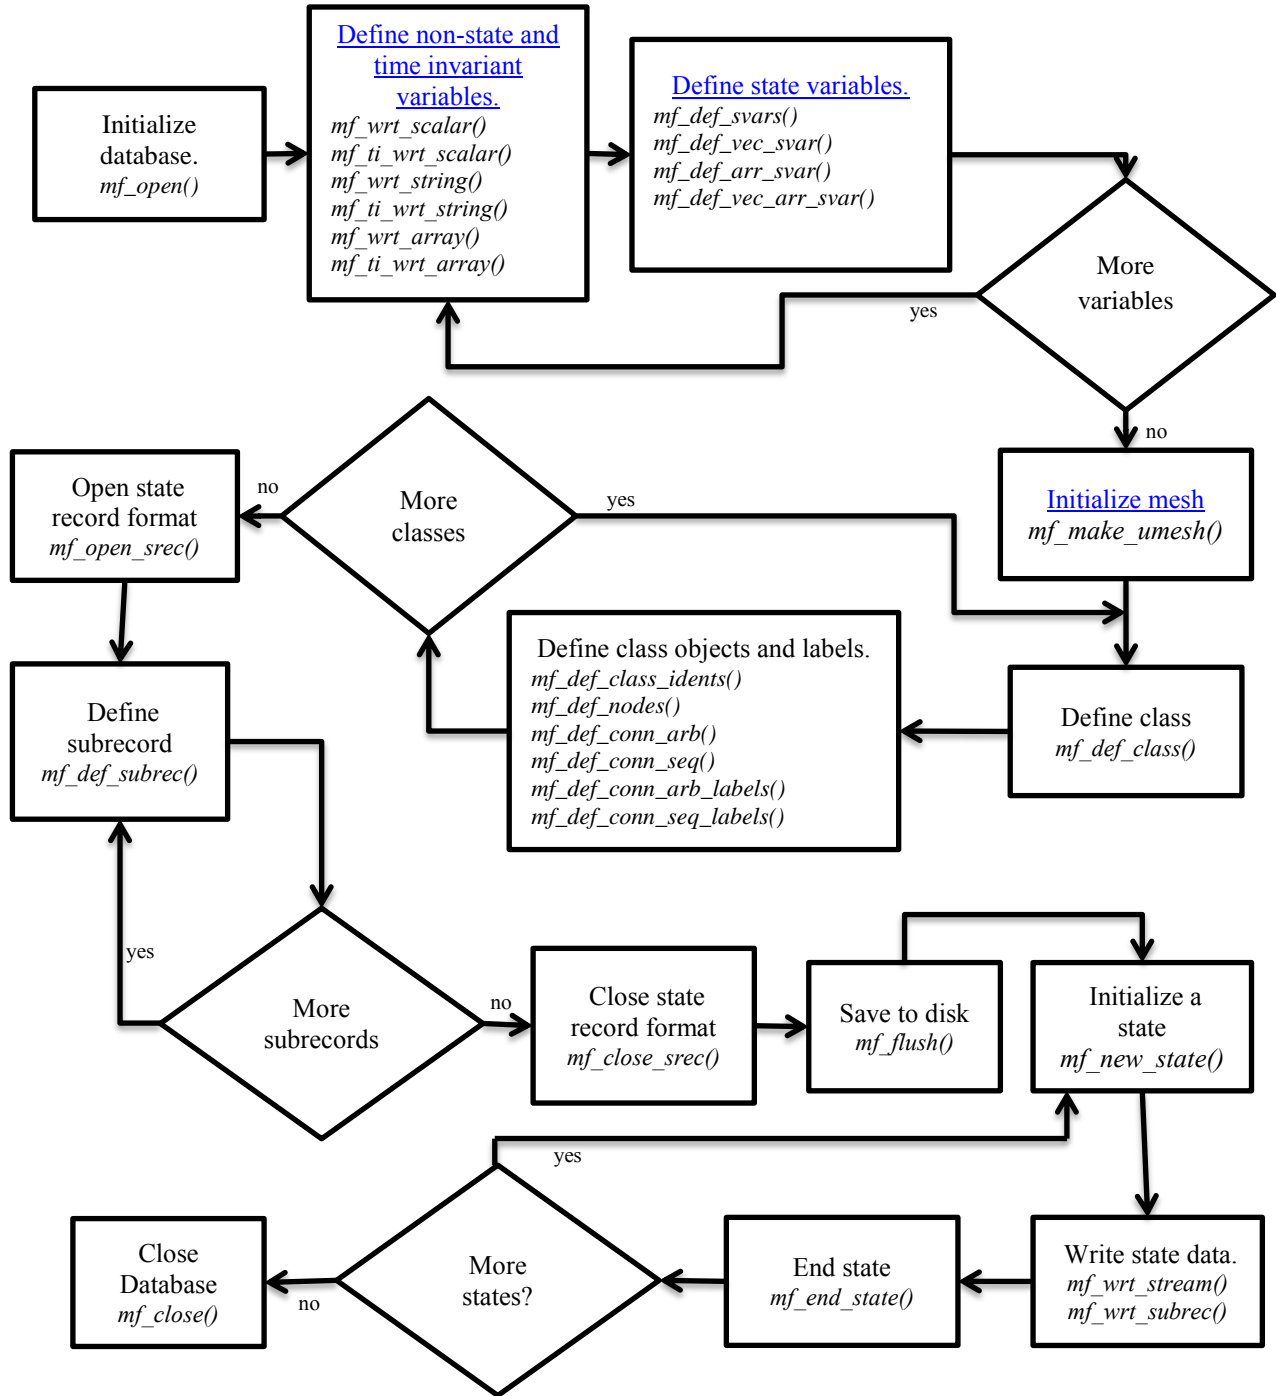 Initialize
database.
mf_open()
Define non-state and
time invariant
variables.
mf_wrt_scalar()
mf_ti_wrt_scalar()
mf_wrt_string()
mf_ti_wrt_string()
mf_wrt_array()
mf_ti_wrt_array()
Define state variables.
mf_def_svars()
mf_def_vec_svar()
mf_def_arr_svar()
mf_def_vec_arr_svar()
More
variables
yes
no
Initialize mesh
mf_make_umesh()
Define class
mf_def_class()
Define class objects and labels.
mf_def_class_idents()
mf_def_nodes()
mf_def_conn_arb()
mf_def_conn_seq()
mf_def_conn_arb_labels()
mf_def_conn_seq_labels()
More
classes
yes
no
Open state
record format
mf_open_srec()
Define
subrecord
mf_def_subrec()
More
subrecords
yes
no
Close state
record format
mf_close_srec()
Save to disk
mf_flush()
Initialize a
state
mf_new_state()
Write state data.
mf_wrt_stream()
mf_wrt_subrec()
End state
mf_end_state()
More
states?
yes
no
Close
Database
mf_close()